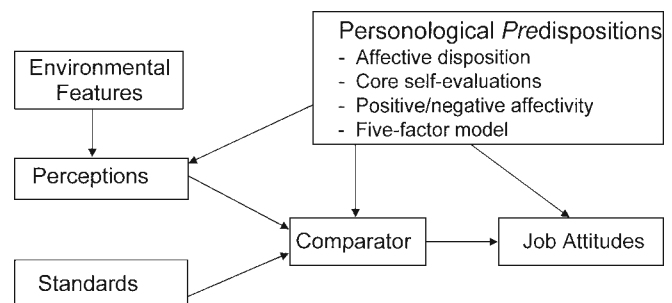 Personological Predispositions
- Affective disposition
- Core self-evaluations
- Positive/negative affectivity
- Five-factor model
Environmental
Features
Perceptions
Comparator
Job Attitudes
Standards